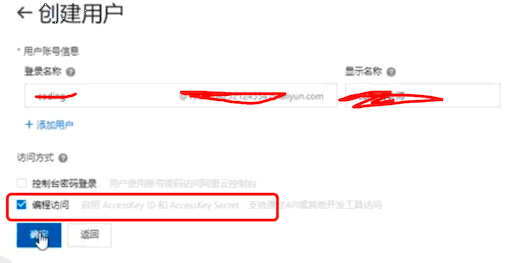 ← 创建用户
* 用户账号信息
登录名称 显示名称
coding @ aliyun.com
+ 添加用户
访问方式
控制台密码登录 用户使用账号密码访问阿里云控制台
编程访问 启用 AccessKey ID 和 AccessKey Secret，支持通过API或其他开发工具访问
确定 返回